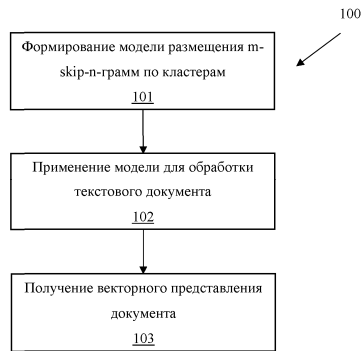 100
Формирование модели размещения m-
skip-n-грамм по кластерам
101
Применение модели для обработки
текстового документа
102
Получение векторного представления
документа
103